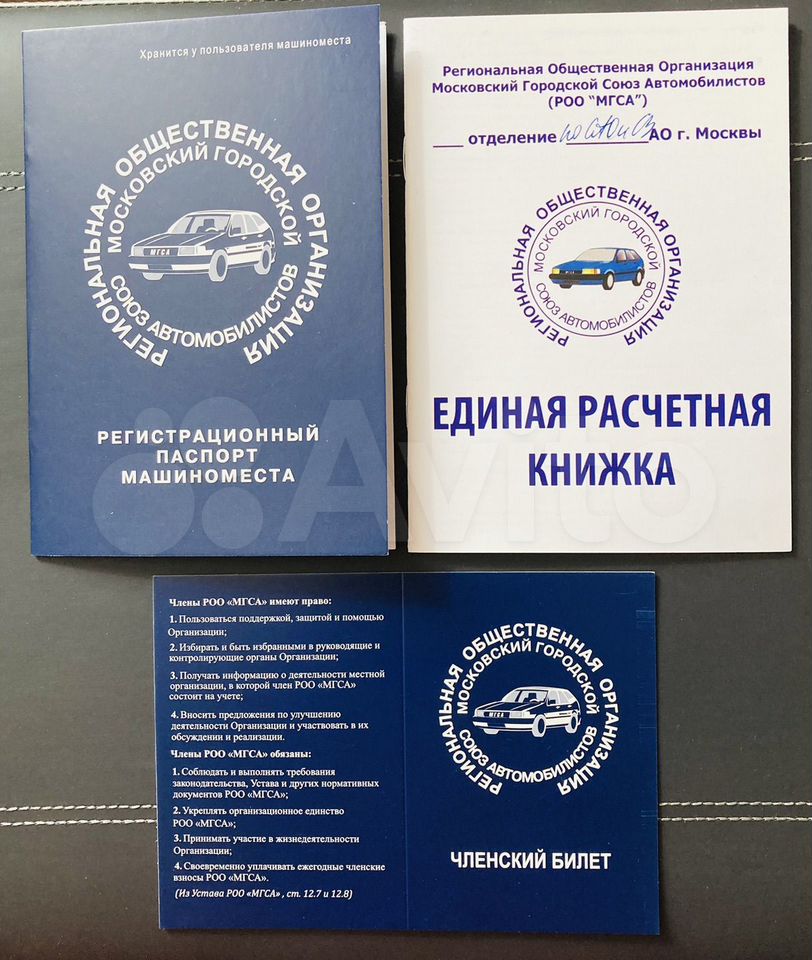 Хранится у пользователя машиноместа
РЕГИОНАЛЬНАЯ ОБЩЕСТВЕННАЯ ОРГАНИЗАЦИЯ
МОСКОВСКИЙ ГОРОДСКОЙ
СОЮЗ АВТОМОБИЛИСТОВ
МГСА
РЕГИСТРАЦИОННЫЙ
ПАСПОРТ
МАШИНОМЕСТА
Региональная Общественная Организация
Московский Городской Союз Автомобилистов
(РОО “МГСА”)
___ отделение ________АО г. Москвы
РЕГИОНАЛЬНАЯ ОБЩЕСТВЕННАЯ ОРГАНИЗАЦИЯ
МОСКОВСКИЙ ГОРОДСКОЙ
СОЮЗ АВТОМОБИЛИСТОВ
ЕДИНАЯ РАСЧЕТНАЯ
КНИЖКА
Avito
Члены РОО «МГСА» имеют право:
1. Пользоваться поддержкой, защитой и помощью
Организации;
2. Избирать и быть избранными в руководящие и
контролирующие органы Организации;
3. Получать информацию о деятельности местной
организации, в которой член РОО «МГСА»
состоит на учете;
4. Вносить предложения по улучшению
деятельности Организации и участвовать в их
обсуждении и реализации.
Члены РОО «МГСА» обязаны:
1. Соблюдать и выполнять требования
законодательства, Устава и других нормативных
документов РОО «МГСА»;
2. Укреплять организационное единство
РОО «МГСА»;
3. Принимать участие в жизнедеятельности
Организации;
4. Своевременно уплачивать ежегодные членские
взносы РОО «МГСА».
(Из Устава РОО «МГСА» , ст. 12.7 и 12.8)
РЕГИОНАЛЬНАЯ ОБЩЕСТВЕННАЯ ОРГАНИЗАЦИЯ
МОСКОВСКИЙ ГОРОДСКОЙ
СОЮЗ АВТОМОБИЛИСТОВ
МГСА
ЧЛЕНСКИЙ БИЛЕТ